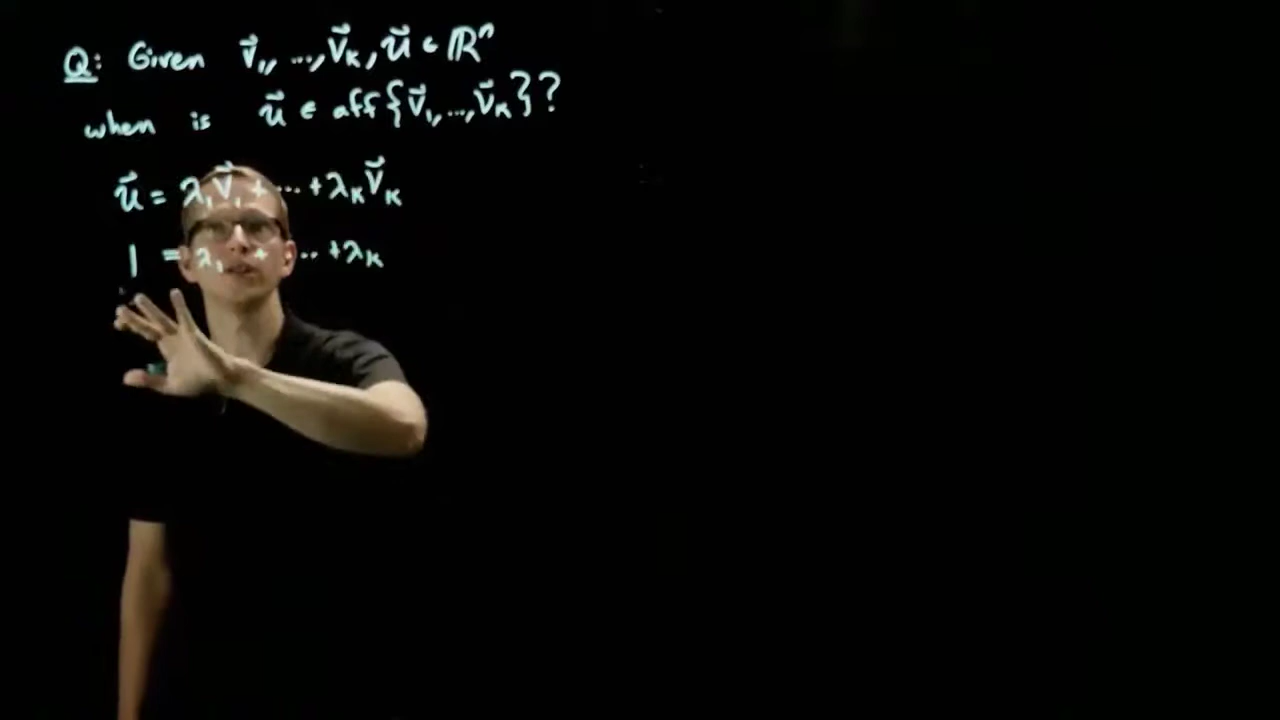 Q: Given v⃗₁, ..., v⃗ₖ, u⃗ ∈ ℝⁿ
when is u⃗ ∈ aff{v⃗₁, ..., v⃗ₖ}?
u⃗ = λ₁v⃗₁ + ... + λₖv⃗ₖ
1 = λ₁ + ... + λₖ